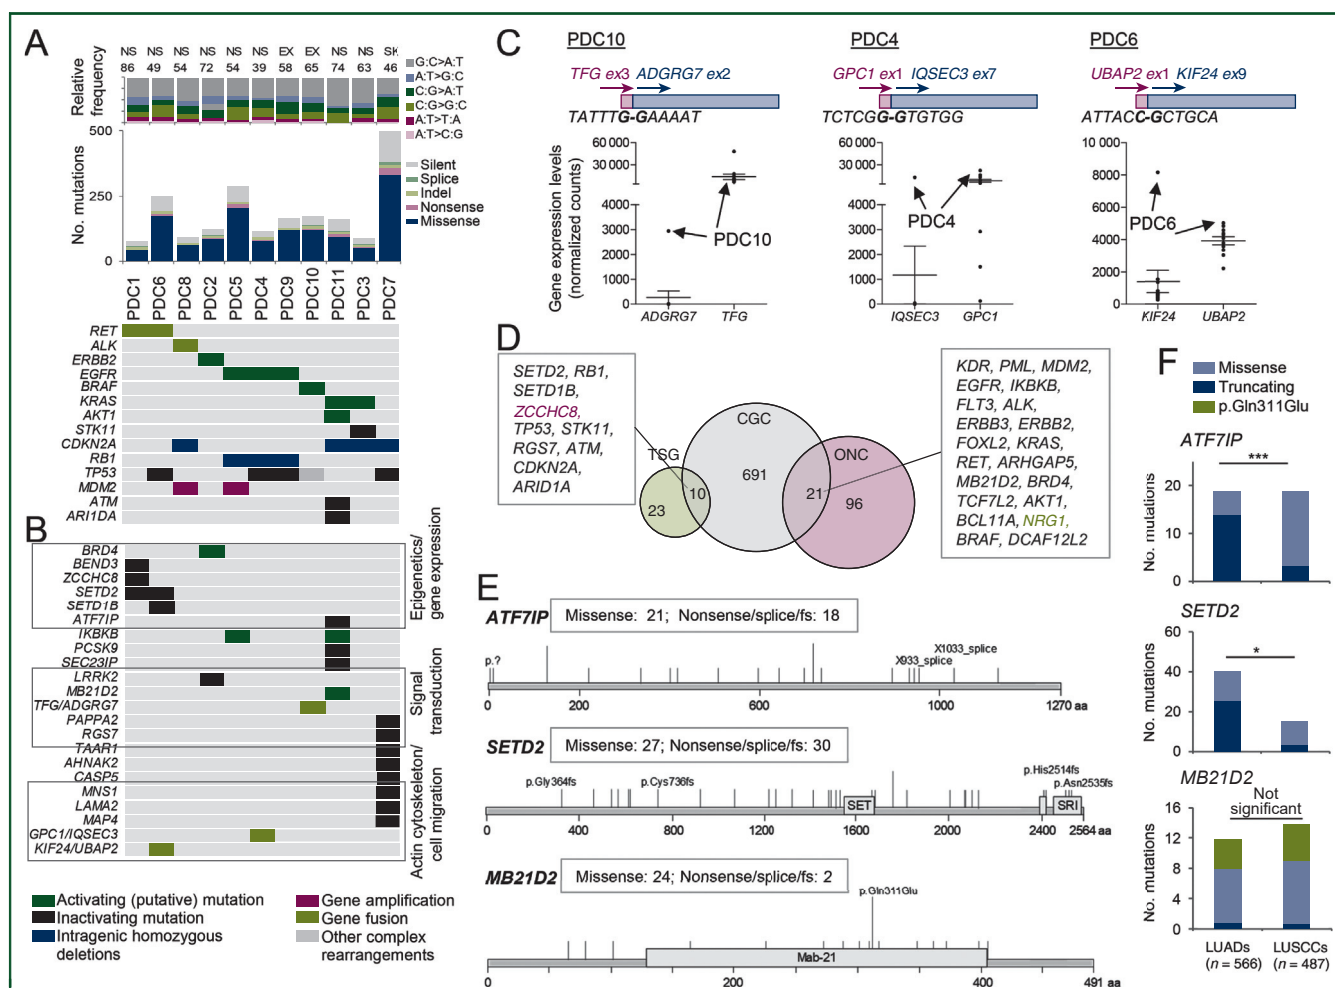 A
NS NS NS NS NS NS EX EX NS NS SK
86 49 54 72 54 39 58 65 74 63 46
Relative frequency
G:C>A:T
A:T>G:C
C:G>A:T
C:G>G:C
A:T>T:A
A:T>C:G
No. mutations
500
250
0
Silent
Splice
Indel
Nonsense
Missense
PDC1 PDC6 PDC8 PDC2 PDC5 PDC4 PDC9 PDC10 PDC11 PDC3 PDC7
RET
ALK
ERBB2
EGFR
BRAF
KRAS
AKT1
STK11
CDKN2A
RB1
TP53
MDM2
ATM
ARI1DA
B
BRD4
BEND3
ZCCHC8
SETD2
SETD1B
ATF7IP
IKBKB
PCSK9
SEC23IP
LRRK2
MB21D2
TFG/ADGRG7
PAPPA2
RGS7
TAAR1
AHNAK2
CASP5
MNS1
LAMA2
MAP4
GPC1/IQSEC3
KIF24/UBAP2
Epigenetics/
gene expression
Signal
transduction
Actin cytoskeleton/
cell migration
Activating (putative) mutation
Inactivating mutation
Intragenic homozygous
deletions
Gene amplification
Gene fusion
Other complex
rearrangements
C
PDC10
TFG ex3 ADGRG7 ex2
TATTTG-GAAAAT
Gene expression levels
(normalized counts)
60 000
30 000
0
4000
2000
0
PDC10
ADGRG7 TFG
PDC4
GPC1 ex1 IQSEC3 ex7
TCTCGG-GTGTGG
60 000
30 000
0
4000
3000
2000
1000
0
PDC4
IQSEC3 GPC1
PDC6
UBAP2 ex1 KIF24 ex9
ATTACC-GCTGCA
10 000
8000
6000
4000
2000
0
PDC6
KIF24 UBAP2
D
SETD2, RB1,
SETD1B,
ZCCHC8,
TP53, STK11,
RGS7, ATM,
CDKN2A,
ARID1A
TSG
CGC
ONC
23
10
691
21
96
KDR, PML, MDM2,
EGFR, IKBKB,
FLT3, ALK,
ERBB3, ERBB2,
FOXL2, KRAS,
RET, ARHGAP5,
MB21D2, BRD4,
TCF7L2, AKT1,
BCL11A, NRG1,
BRAF, DCAF12L2
E
ATF7IP Missense: 21; Nonsense/splice/fs: 18
p.?
X933_splice
X1033_splice
0 200 600 1000 1270 aa
SETD2 Missense: 27; Nonsense/splice/fs: 30
p.Gly364fs
p.Cys736fs
p.His2514fs
p.Asn2535fs
SET
SRI
0 400 800 1200 1600 2000 2400 2564 aa
MB21D2 Missense: 24; Nonsense/splice/fs: 2
p.Gln311Glu
Mab-21
0 200 400 491 aa
F
Missense
Truncating
p.Gln311Glu
ATF7IP
***
No. mutations
20
10
0
SETD2
*
No. mutations
60
40
20
0
MB21D2
Not
significant
No. mutations
16
12
8
4
0
LUADs LUSCCs
(n = 566) (n = 487)